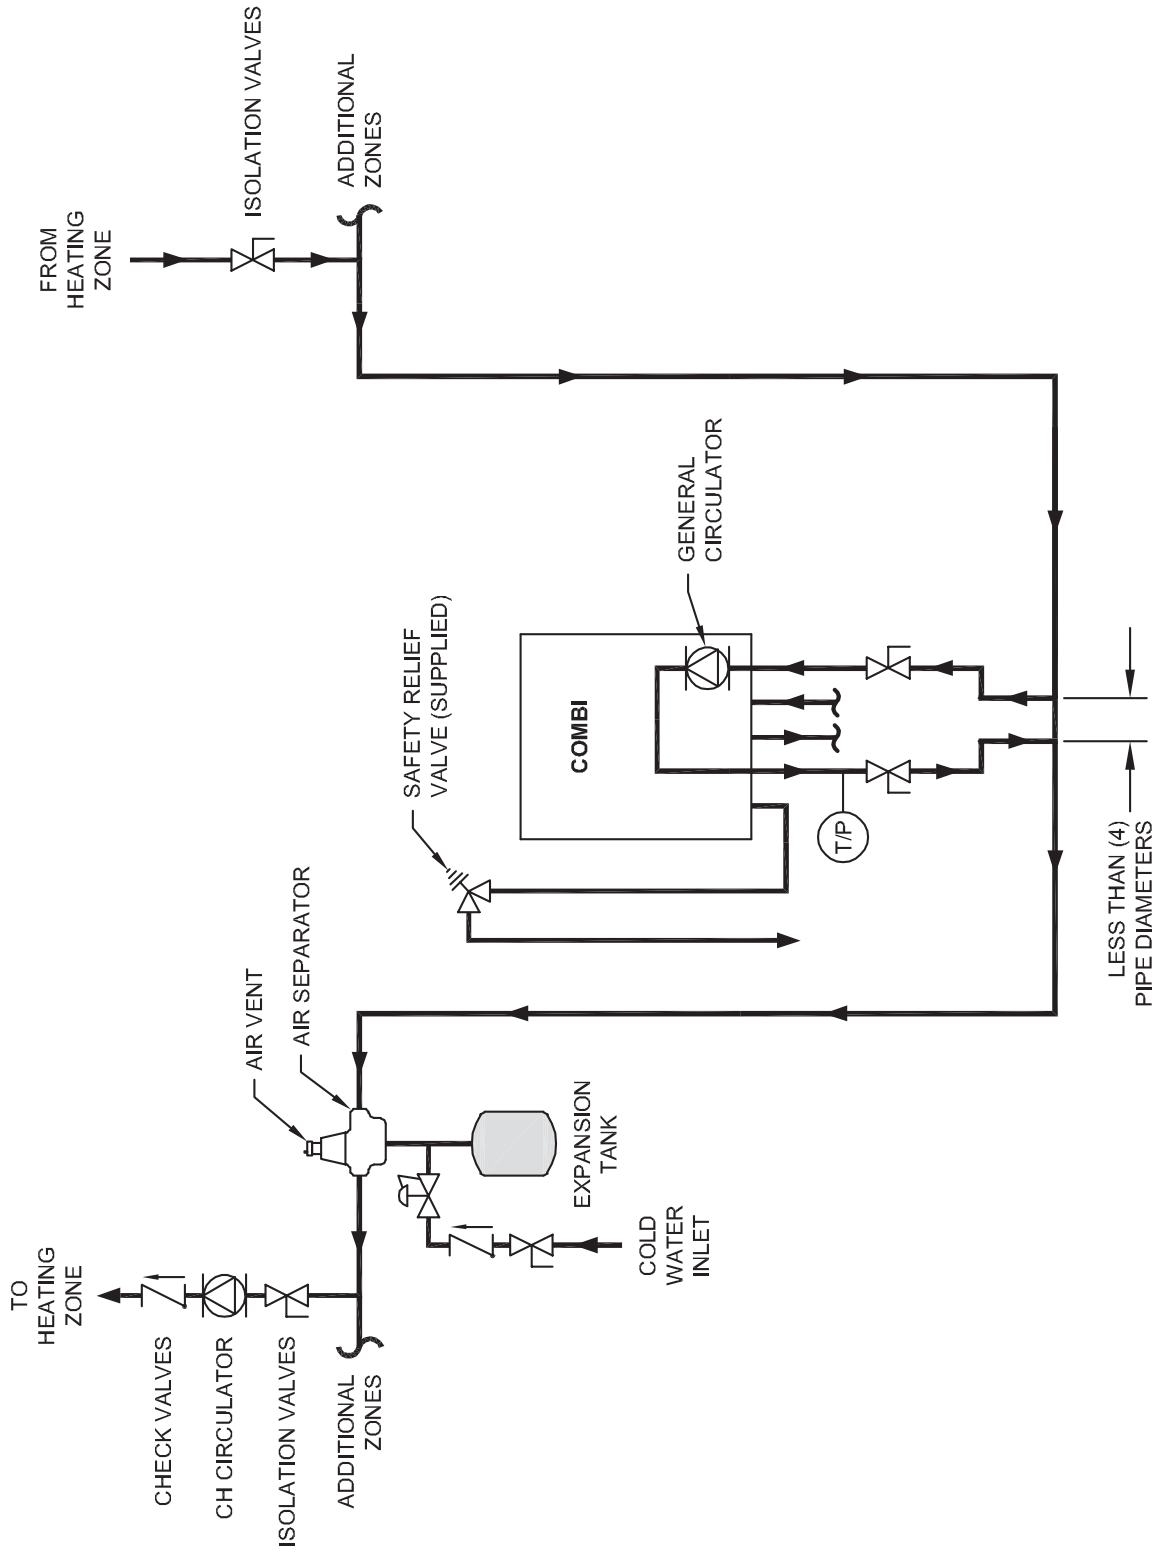 TO
HEATING
ZONE
CHECK VALVES
CH CIRCULATOR
ISOLATION VALVES
ADDITIONAL
ZONES
AIR VENT
AIR SEPARATOR
EXPANSION
TANK
COLD
WATER
INLET
SAFETY RELIEF
VALVE (SUPPLIED)
COMBI
GENERAL
CIRCULATOR
T/P
LESS THAN (4)
PIPE DIAMETERS
FROM
HEATING
ZONE
ISOLATION VALVES
ADDITIONAL
ZONES